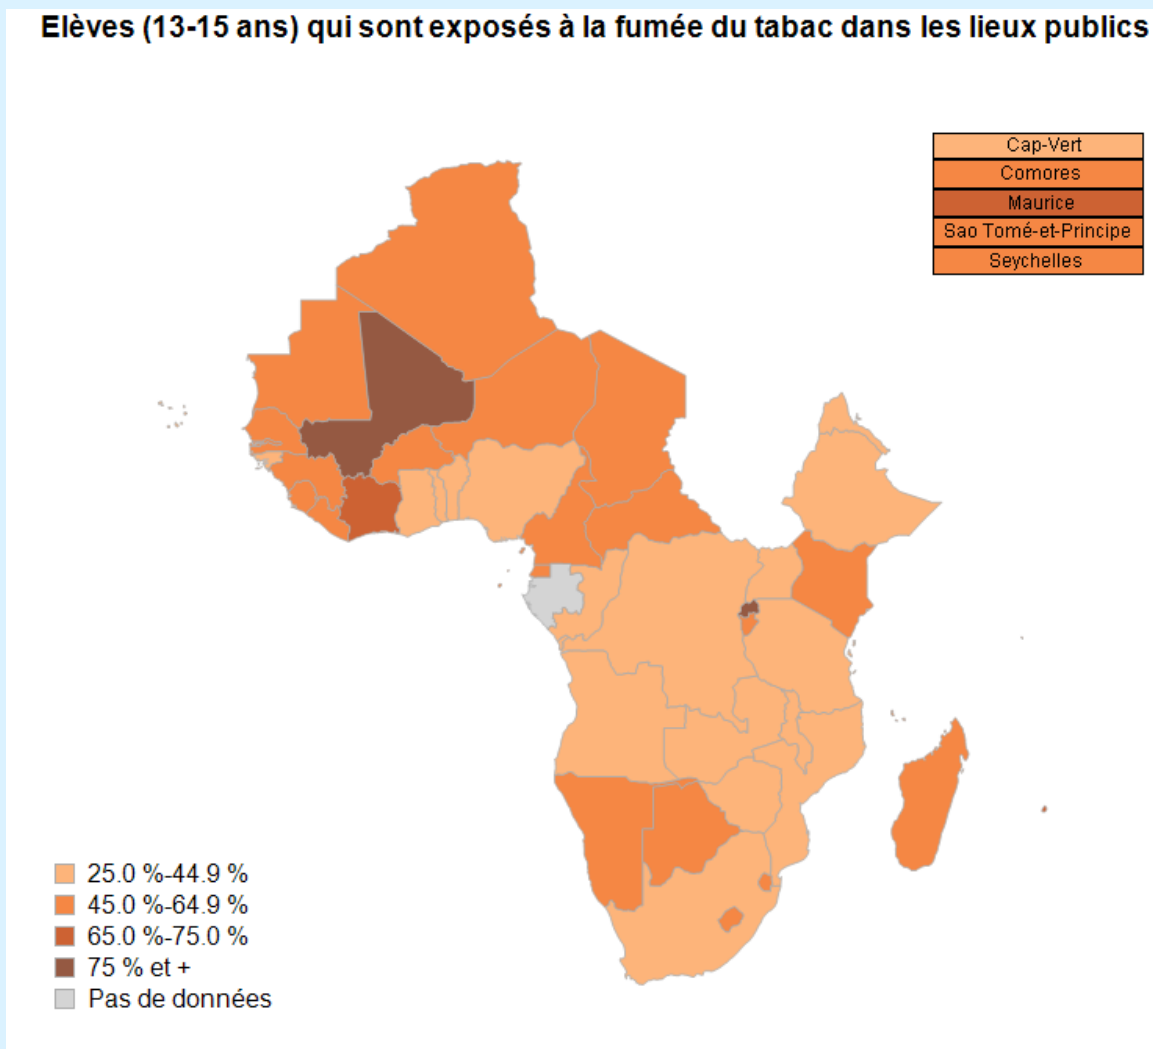 Elèves (13-15 ans) qui sont exposés à la fumée du tabac dans les lieux publics
Cap-Vert
Comores
Maurice
Sao Tomé-et-Principe
Seychelles
25.0 %-44.9 %
45.0 %-64.9 %
65.0 %-75.0 %
75 % et +
Pas de données